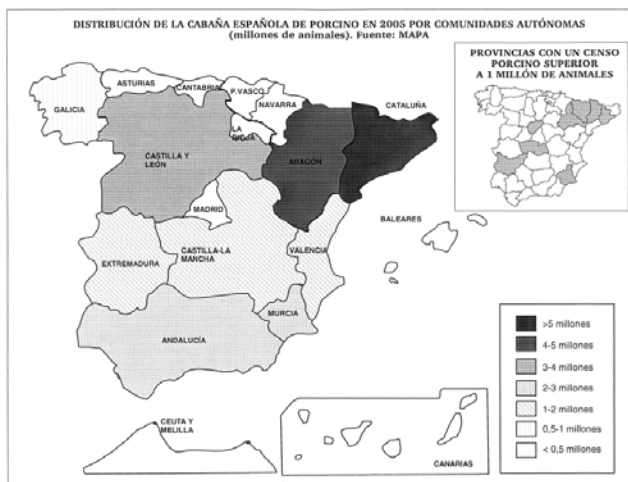 DISTRIBUCIÓN DE LA CABAÑA ESPAÑOLA DE PORCINO EN 2005 POR COMUNIDADES AUTÓNOMAS
(millones de animales). Fuente: MAPA
PROVINCIAS CON UN CENSO
PORCINO SUPERIOR
A 1 MILLÓN DE ANIMALES
ASTURIAS
CANTABRIA
P. VASCO
GALICIA
NAVARRA
CATALUÑA
LA
RIOJA
CASTILLA Y
LEÓN
ARAGÓN
MADRID
BALEARES
CASTILLA-LA
MANCHA
VALENCIA
EXTREMADURA
MURCIA
ANDALUCÍA
>5 millones
4-5 millones
3-4 millones
2-3 millones
1-2 millones
0,5-1 millones
< 0,5 millones
CEUTA Y
MELILLA
CANARIAS